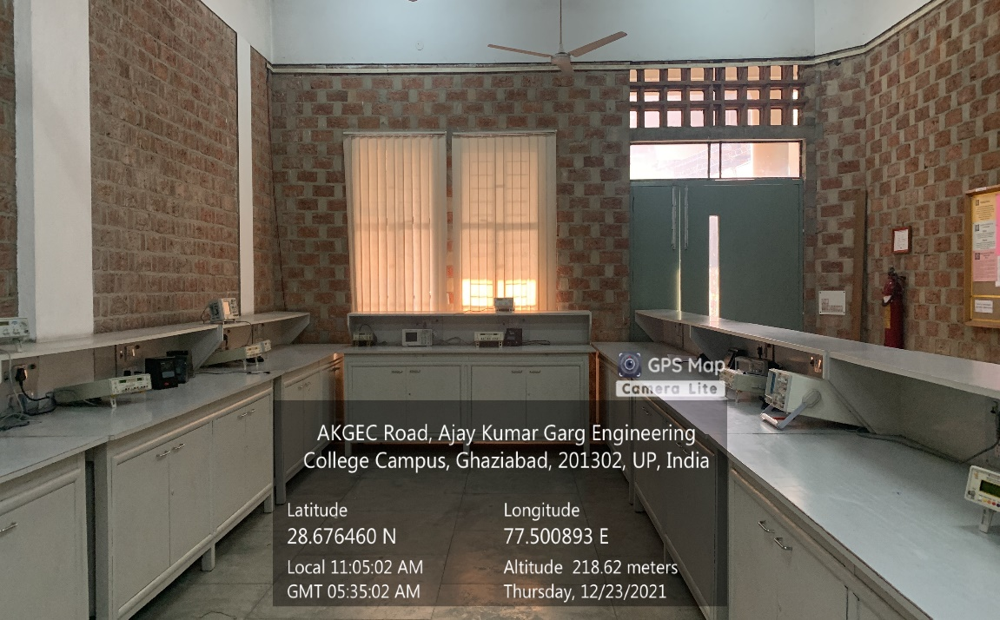 GPS Map
Camera Lite
AKGEC Road, Ajay Kumar Garg Engineering
College Campus, Ghaziabad, 201302, UP, India
Latitude
28.676460 N
Longitude
77.500893 E
Local 11:05:02 AM
GMT 05:35:02 AM
Altitude 218.62 meters
Thursday, 12/23/2021